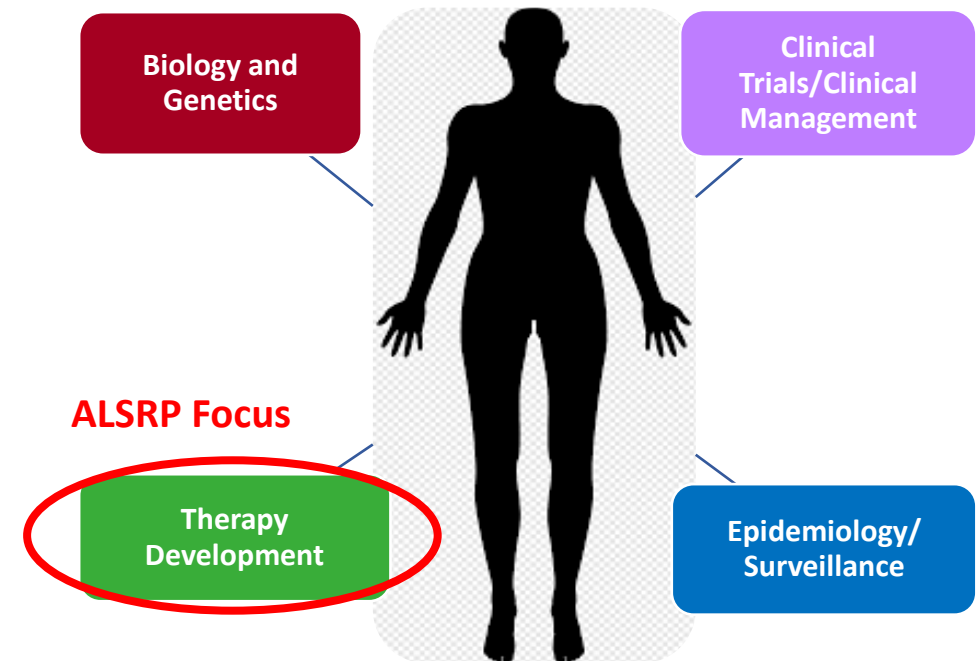 Biology and
Genetics
Clinical
Trials/Clinical
Management
ALSRP Focus
Therapy
Development
Epidemiology/
Surveillance